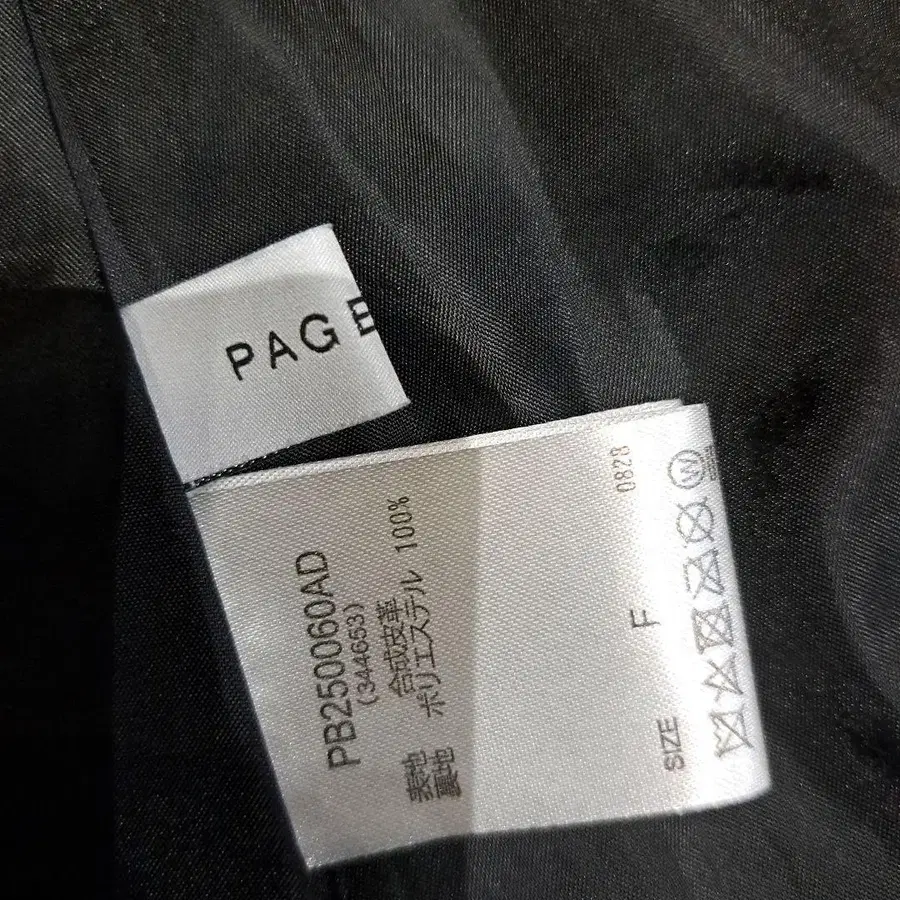 PAGE
PB250060AD
(344653)
表地 合成皮革
裏地 ポリエステル 100%
SIZE F 0828
W